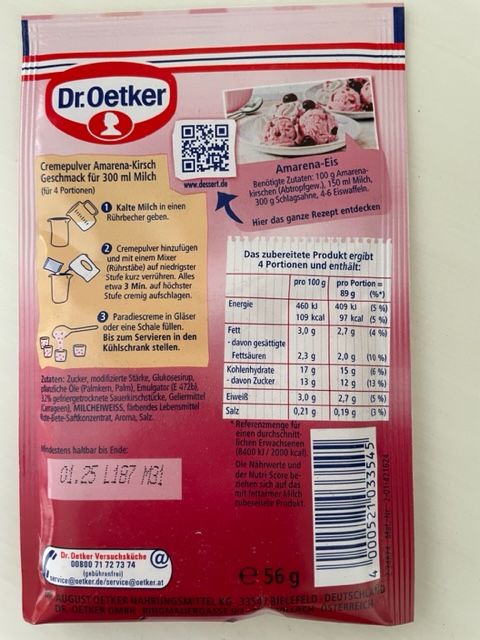 Dr.Oetker
Cremepulver Amarena-Kirsch
Geschmack für 300 ml Milch
(für 4 Portionen)
1 Kalte Milch in einen
Rührbecher geben.
2 Cremepulver hinzufügen
und mit einem Mixer
(Rührstäbe) auf niedrigster
Stufe kurz verrühren. Alles
etwa 3 Min. auf höchster
Stufe cremig aufschlagen.
3 Paradiescreme in Gläser
oder eine Schale füllen.
Bis zum Servieren in den
Kühlschrank stellen.
www.dessert.de
Amarena-Eis
Benötigte Zutaten: 100 g Amarena-
kirschen (Abtropfgew.), 150 ml Milch,
300 g Schlagsahne, 4-6 Eiswaffeln.
Hier das ganze Rezept entdecken
Das zubereitete Produkt ergibt
4 Portionen und enthält:
pro 100 g pro Portion =
89 g (%*)
Energie 460 kJ 409 kJ (5 %)
109 kcal 97 kcal (5 %)
Fett 3,0 g 2,7 g (4 %)
- davon gesättigte
Fettsäuren 2,3 g 2,0 g (10 %)
Kohlenhydrate 17 g 15 g (6 %)
- davon Zucker 13 g 12 g (13 %)
Eiweiß 3,0 g 2,7 g (5 %)
Salz 0,21 g 0,19 g (3 %)
* Referenzmenge für
einen durchschnitt-
lichen Erwachsenen
(8400 kJ / 2000 kcal).
Die Nährwerte und
der Nutri-Score be-
ziehen sich auf das
mit fettarmer Milch
zubereitete Produkt.
Zutaten: Zucker, modifizierte Stärke, Glukosesirup,
pflanzliche Öle (Palmkern, Palm), Emulgator (E 472b),
gefriergetrocknete Sauerkirschstücke, Geliermittel
(Carrageen), MILCHEIWEISS, färbendes Lebensmittel
Rote-Bete-Saftkonzentrat, Aroma, Salz.
Mindestens haltbar bis Ende:
01.25 L187 M31
4 000521 033545
Dr. Oetker Versuchsküche @
00800 71 72 73 74
(gebührenfrei)
service@oetker.de/service@oetker.at
e 56 g
AUGUST OETKER NAHRUNGSMITTEL KG · 33547 BIELEFELD · DEUTSCHLAND
DR. OETKER GMBH ÖSTERREICH